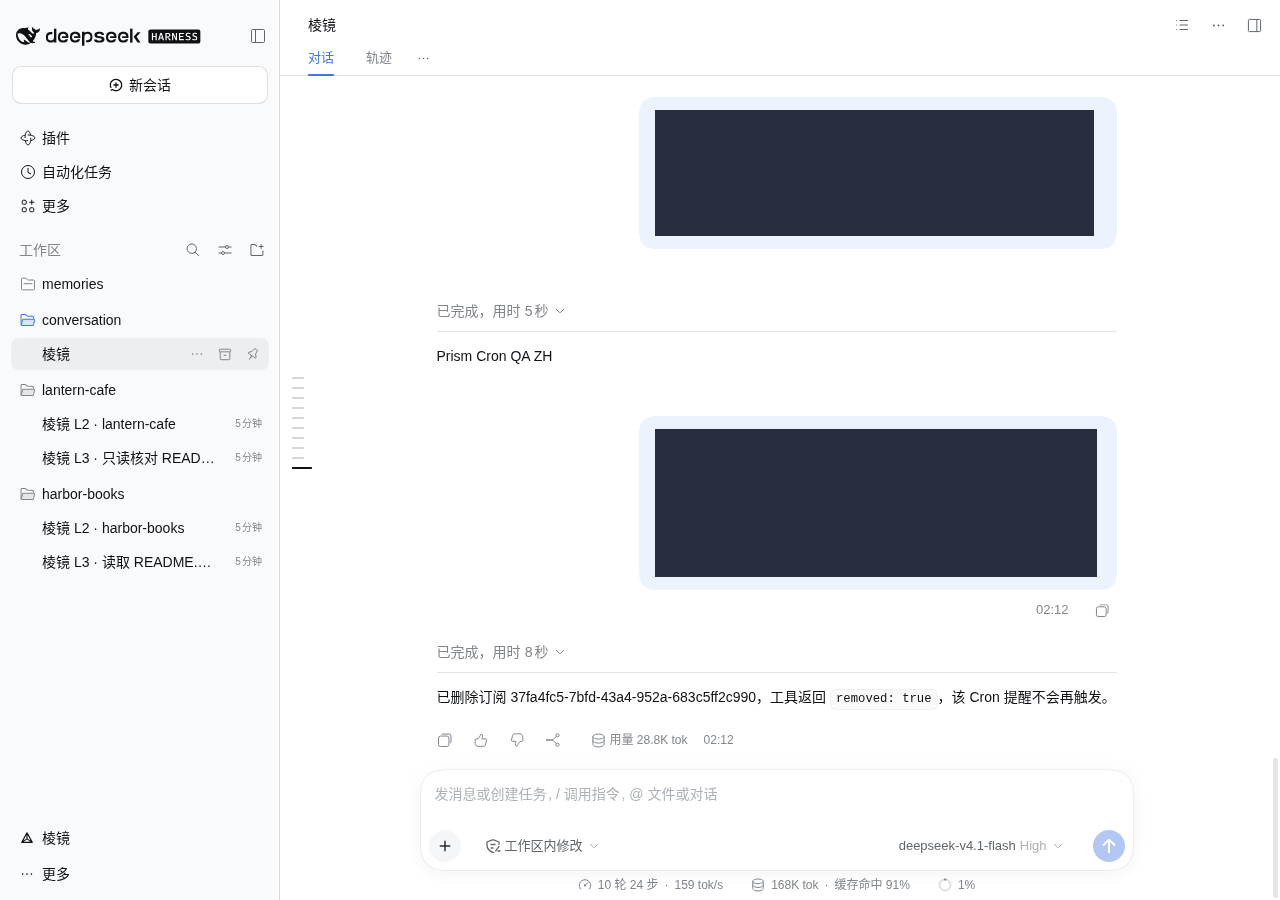 deepseek HARNESS
新会话
插件
自动化任务
更多
工作区
memories
conversation
棱镜
lantern-cafe
棱镜 L2 · lantern-cafe 5分钟
棱镜 L3 · 只读核对 READ… 5分钟
harbor-books
棱镜 L2 · harbor-books 5分钟
棱镜 L3 · 读取 README.… 5分钟
棱镜
更多
棱镜
对话 轨迹
已完成，用时 5秒
Prism Cron QA ZH
02:12
已完成，用时 8秒
已删除订阅 37fa4fc5-7bfd-43a4-952a-683c5ff2c990，工具返回 removed: true，该 Cron 提醒不会再触发。
用量 28.8K tok 02:12
发消息或创建任务, / 调用指令, @ 文件或对话
工作区内修改
deepseek-v4.1-flash High
10 轮 24 步 · 159 tok/s 168K tok · 缓存命中 91% 1%